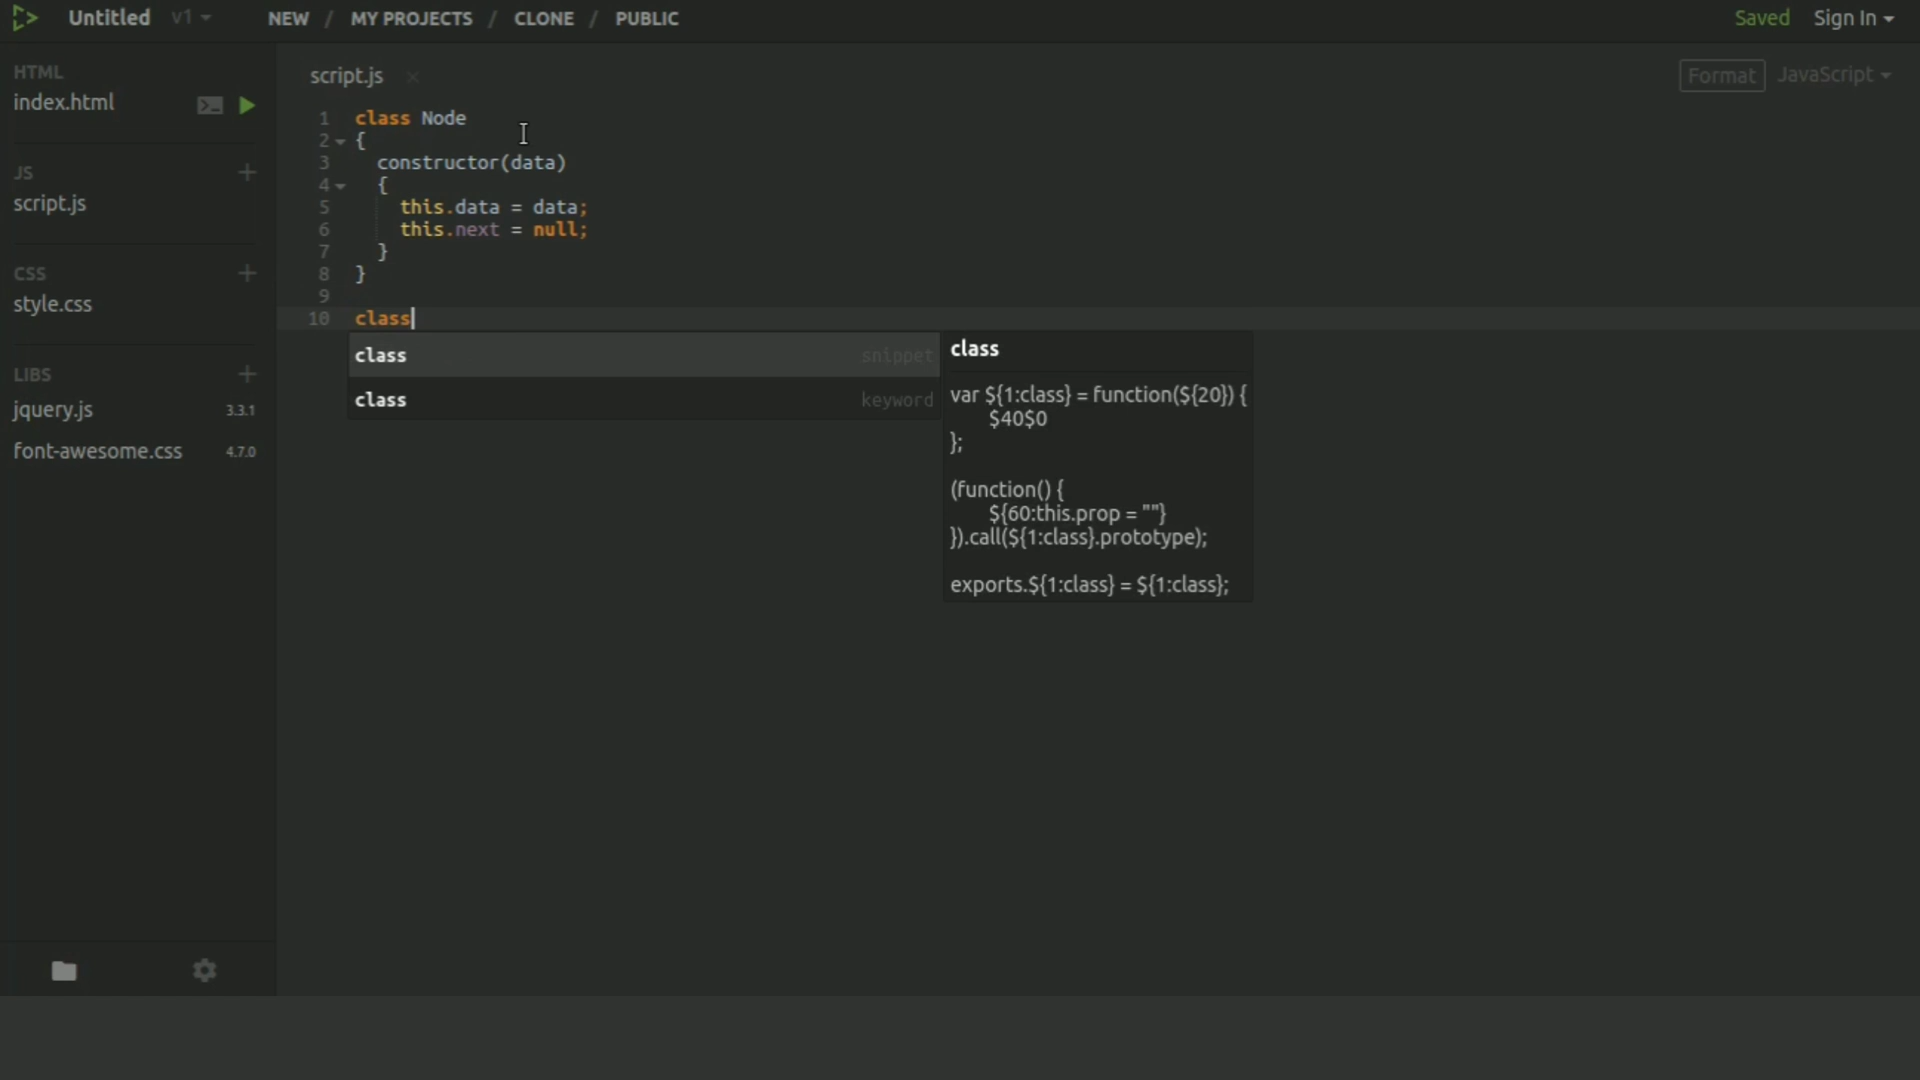 Untitled v1 NEW / MY PROJECTS / CLONE / PUBLIC Saved Sign In
HTML
index.html
JS +
script.js
CSS +
style.css
LIBS +
jquery.js 3.3.1
font-awesome.css 4.7.0
script.js × Format JavaScript
1 class Node
2 {
3 constructor(data)
4 {
5 this.data = data;
6 this.next = null;
7 }
8 }
9
10 class
class snippet
class keyword
class
var ${1:class} = function(${20}) {
$40$0
};
(function() {
${60:this.prop = ""}
}).call(${1:class}.prototype);
exports.${1:class} = ${1:class};